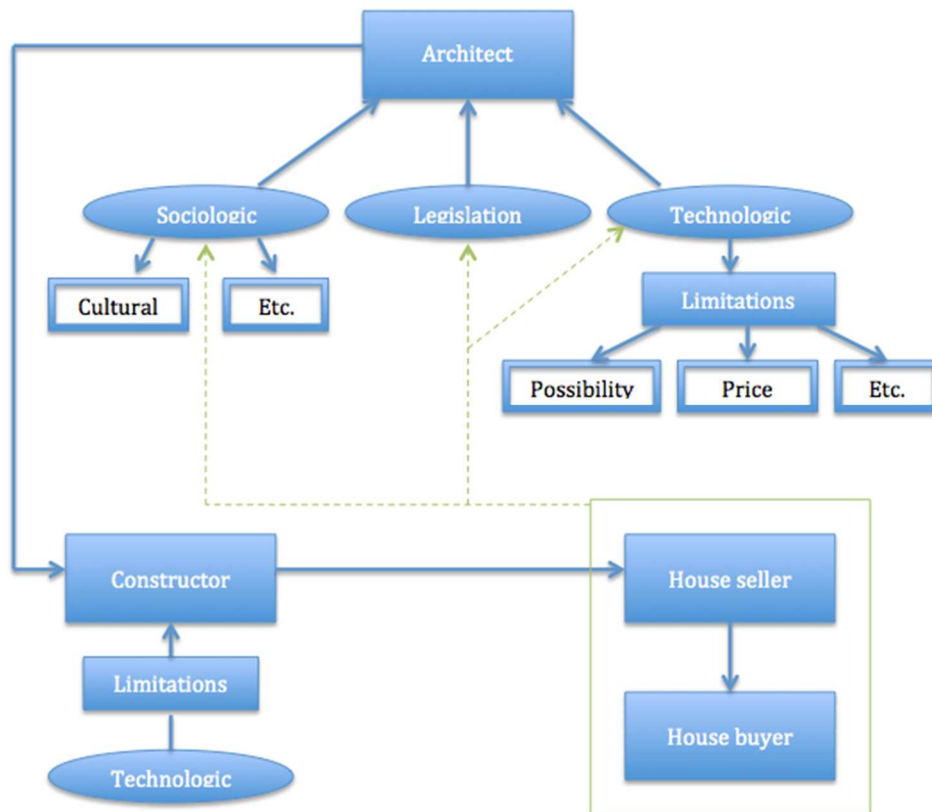 Architect
Sociologic
Legislation
Technologic
Cultural
Etc.
Limitations
Possibility
Price
Etc.
Constructor
House seller
Limitations
House buyer
Technologic